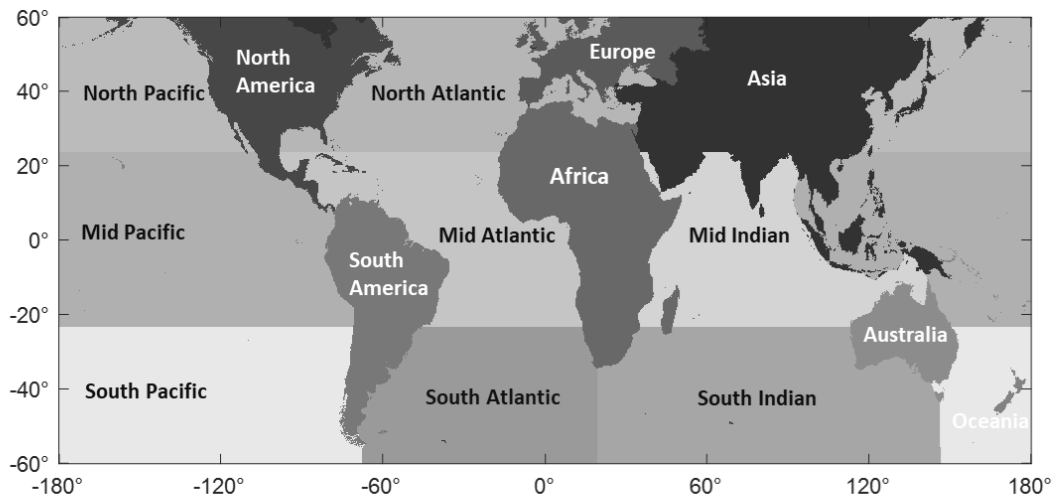 60°
40°
20°
0°
-20°
-40°
-60°
North
America
Europe
Asia
North Pacific
North Atlantic
Africa
Mid Pacific
Mid Atlantic
Mid Indian
South
America
Australia
South Pacific
South Atlantic
South Indian
Oceania
-180°
-120°
-60°
0°
60°
120°
180°